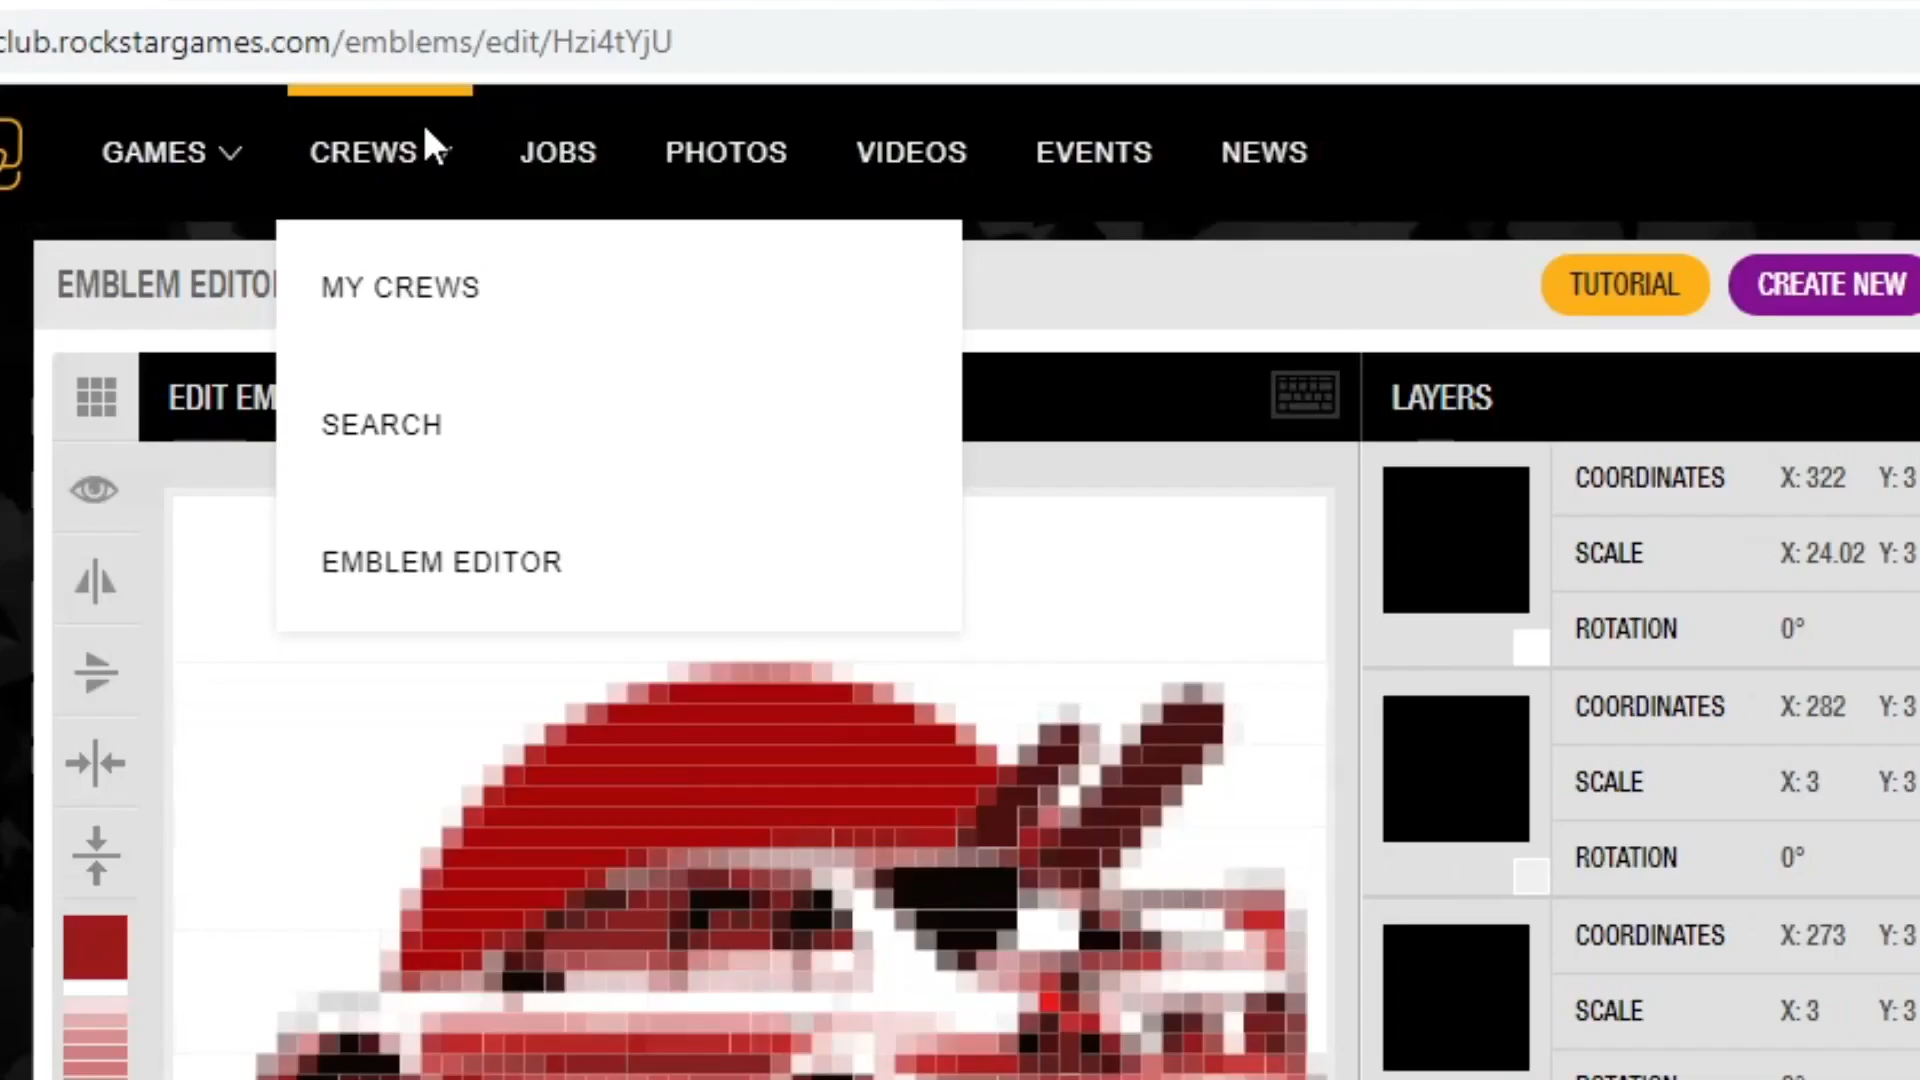 club.rockstargames.com/emblems/edit/Hzi4tYjU
GAMES CREWS JOBS PHOTOS VIDEOS EVENTS NEWS
EMBLEM EDITO
TUTORIAL CREATE NEW
MY CREWS
SEARCH
EMBLEM EDITOR
EDIT EM
LAYERS
COORDINATES X: 322 Y: 3
SCALE X: 24.02 Y: 3
ROTATION 0°
COORDINATES X: 282 Y: 3
SCALE X: 3 Y: 3
ROTATION 0°
COORDINATES X: 273 Y: 3
SCALE X: 3 Y: 3